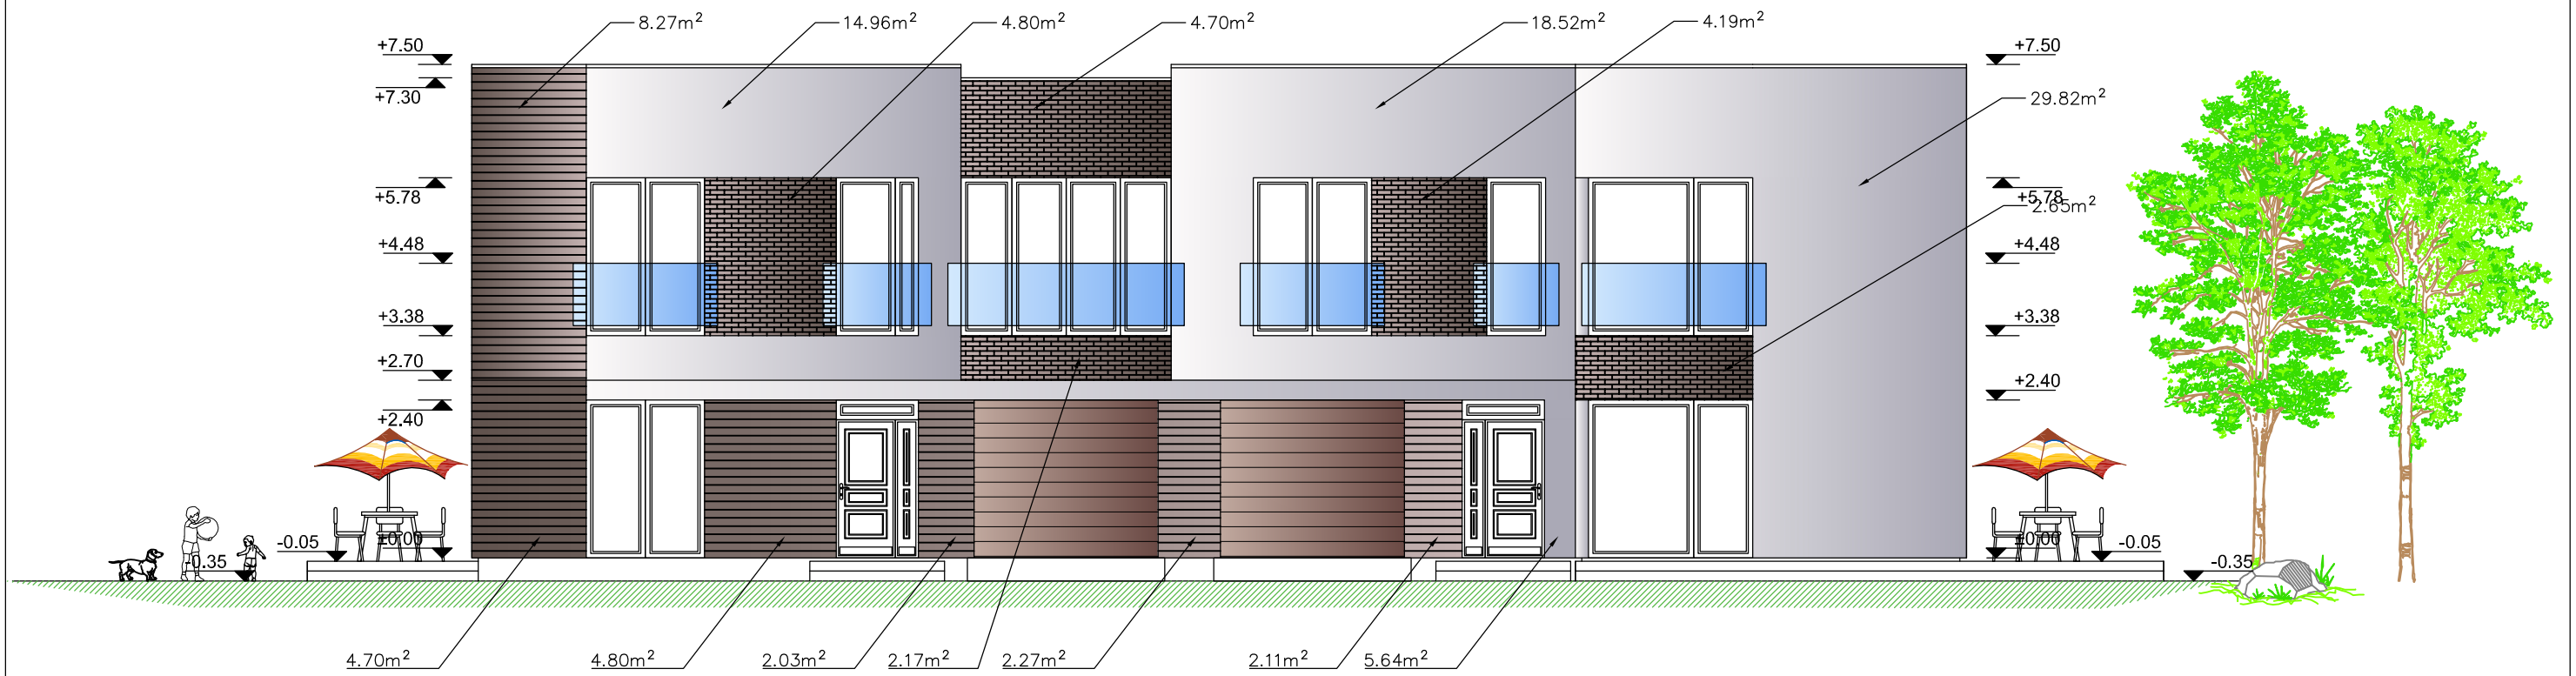 8.27m²
14.96m²
4.80m²
4.70m²
18.52m²
4.19m²
+7.50
+7.50
+7.30
29.82m²
+5.78
+5.78
2.65m²
+4.48
+4.48
+3.38
+3.38
+2.70
+2.40
+2.40
±0.00
±0.00
-0.05
-0.05
-0.35
-0.35
4.70m²
4.80m²
2.03m²
2.17m²
2.27m²
2.11m²
5.64m²